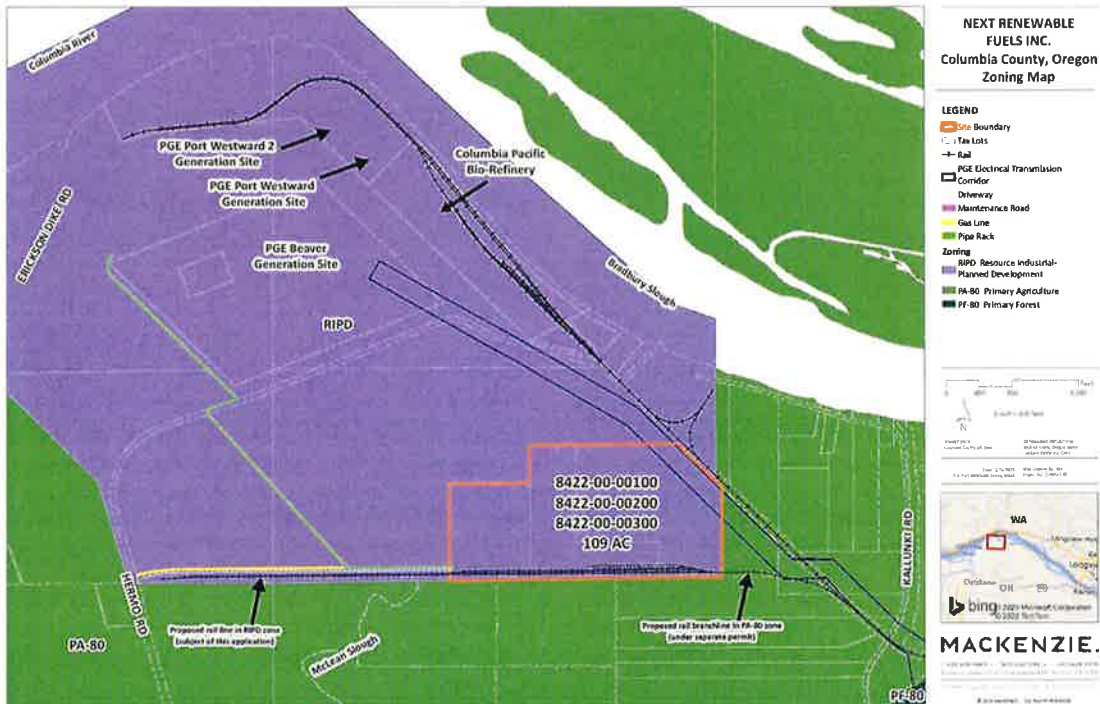 NEXT RENEWABLE
FUELS INC.
Columbia County, Oregon
Zoning Map
LEGEND
Site Boundary
Tax Lots
Rail
PGE Electrical Transmission
Corridor
Driveway
Maintenance Road
Gas Line
Pipe Rack
Zoning
RIPD Resource Industrial-
Planned Development
PA-80 Primary Agriculture
PF-80 Primary Forest
Columbia River
PGE Port Westward 2
Generation Site
Columbia Pacific
Bio-Refinery
PGE Port Westward
Generation Site
ERICKSON DIKE RD
PGE Beaver
Generation Site
Bradbury Slough
RIPD
8422-00-00100
8422-00-00200
8422-00-00300
109 AC
KALLUNKI RD
HERMO RD
Proposed rail line in RIPD zone
(subject of this application)
Proposed rail branchline in PA-80 zone
(under separate permit)
PA-80
McLean Slough
PF-80
N
WA
bing
MACKENZIE.